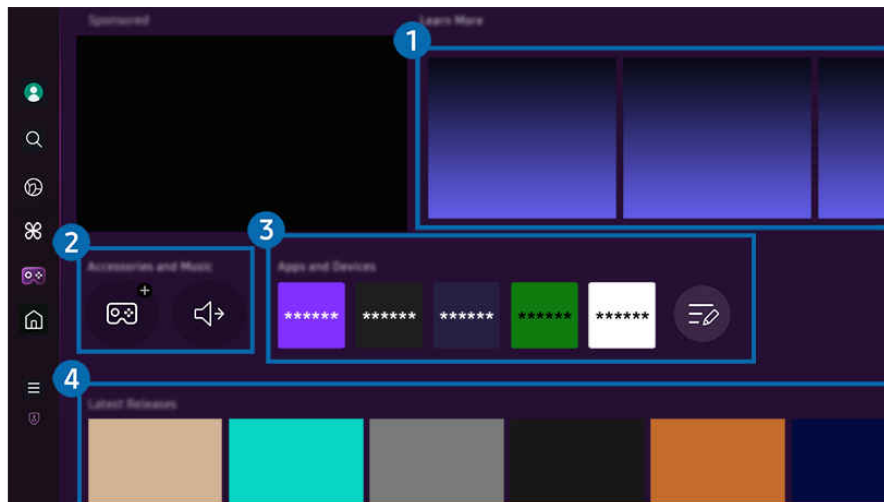 Sponsored
Learn More
1
2
3
Accessories and Music
Apps and Devices
******
******
******
******
******
4
Latest Releases